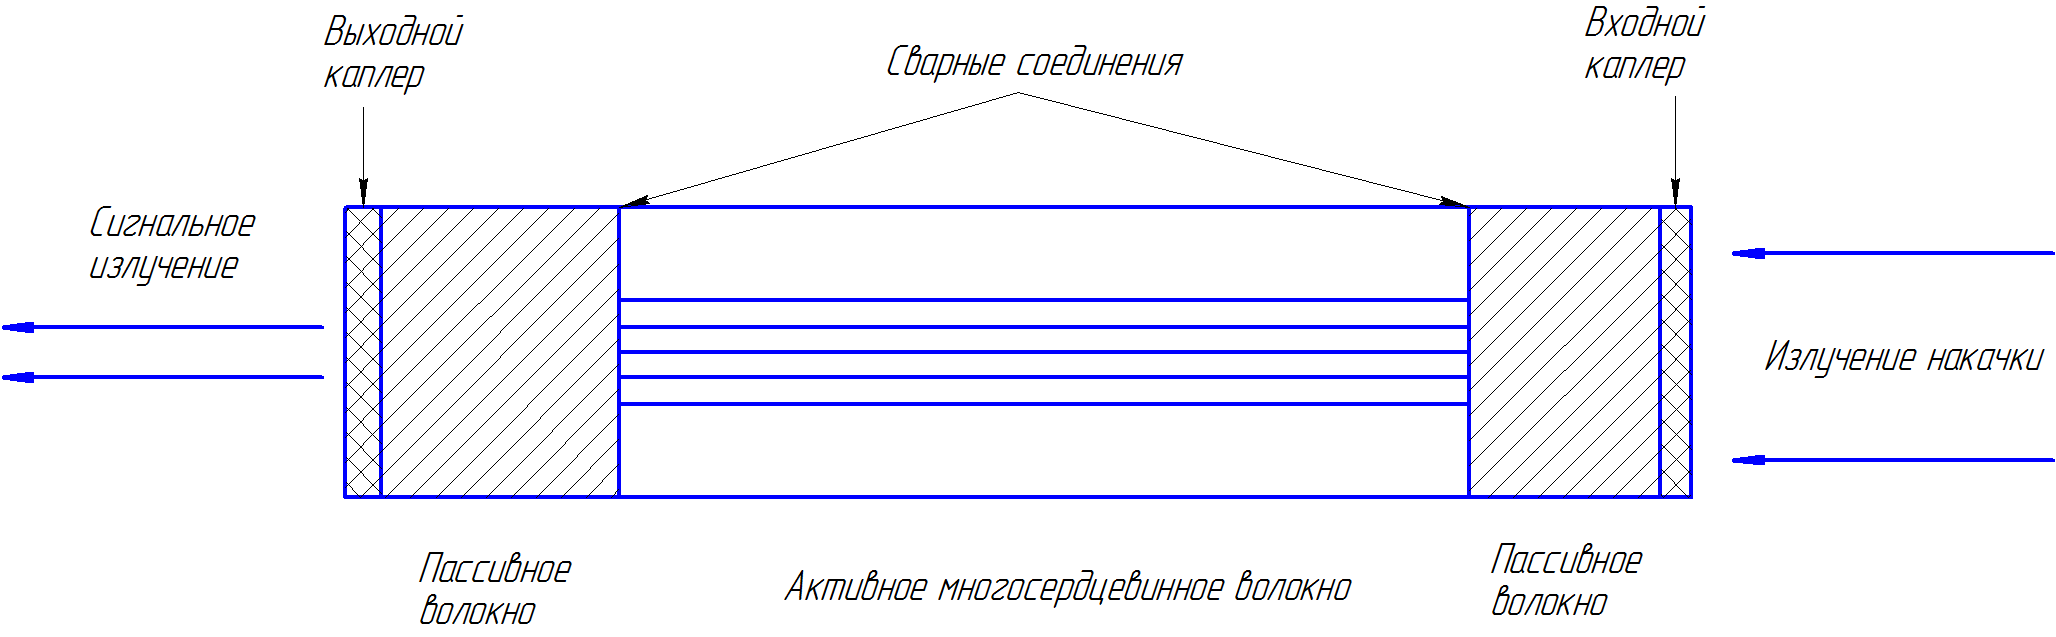 Выходной
каплер
Сварные соединения
Входной
каплер
Сигнальное
излучение
Излучение накачки
Пассивное
волокно
Активное многосердцевинное волокно
Пассивное
волокно